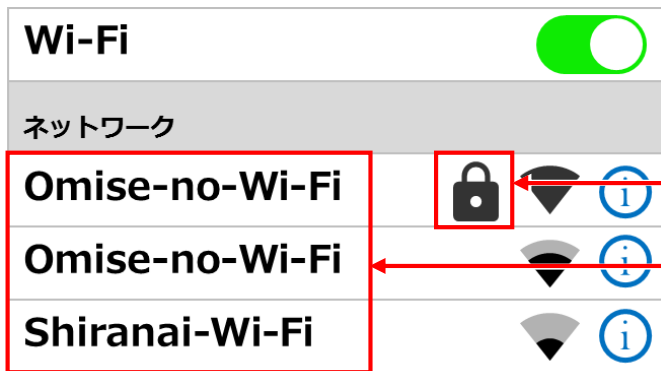 Wi-Fi
ネットワーク
Omise-no-Wi-Fi
i
Omise-no-Wi-Fi
i
Shiranai-Wi-Fi
i